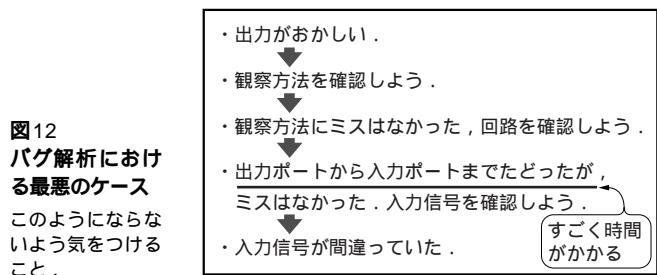 ・出力がおかしい．
・観察方法を確認しよう．
・観察方法にミスはなかった，回路を確認しよう．
・出力ポートから入力ポートまでたどったが，
ミスはなかった．入力信号を確認しよう．
・入力信号が間違っていた．
すごく時間
がかかる
図12
バグ解析におけ
る最悪のケース
このようにならな
いよう気をつける
こと．